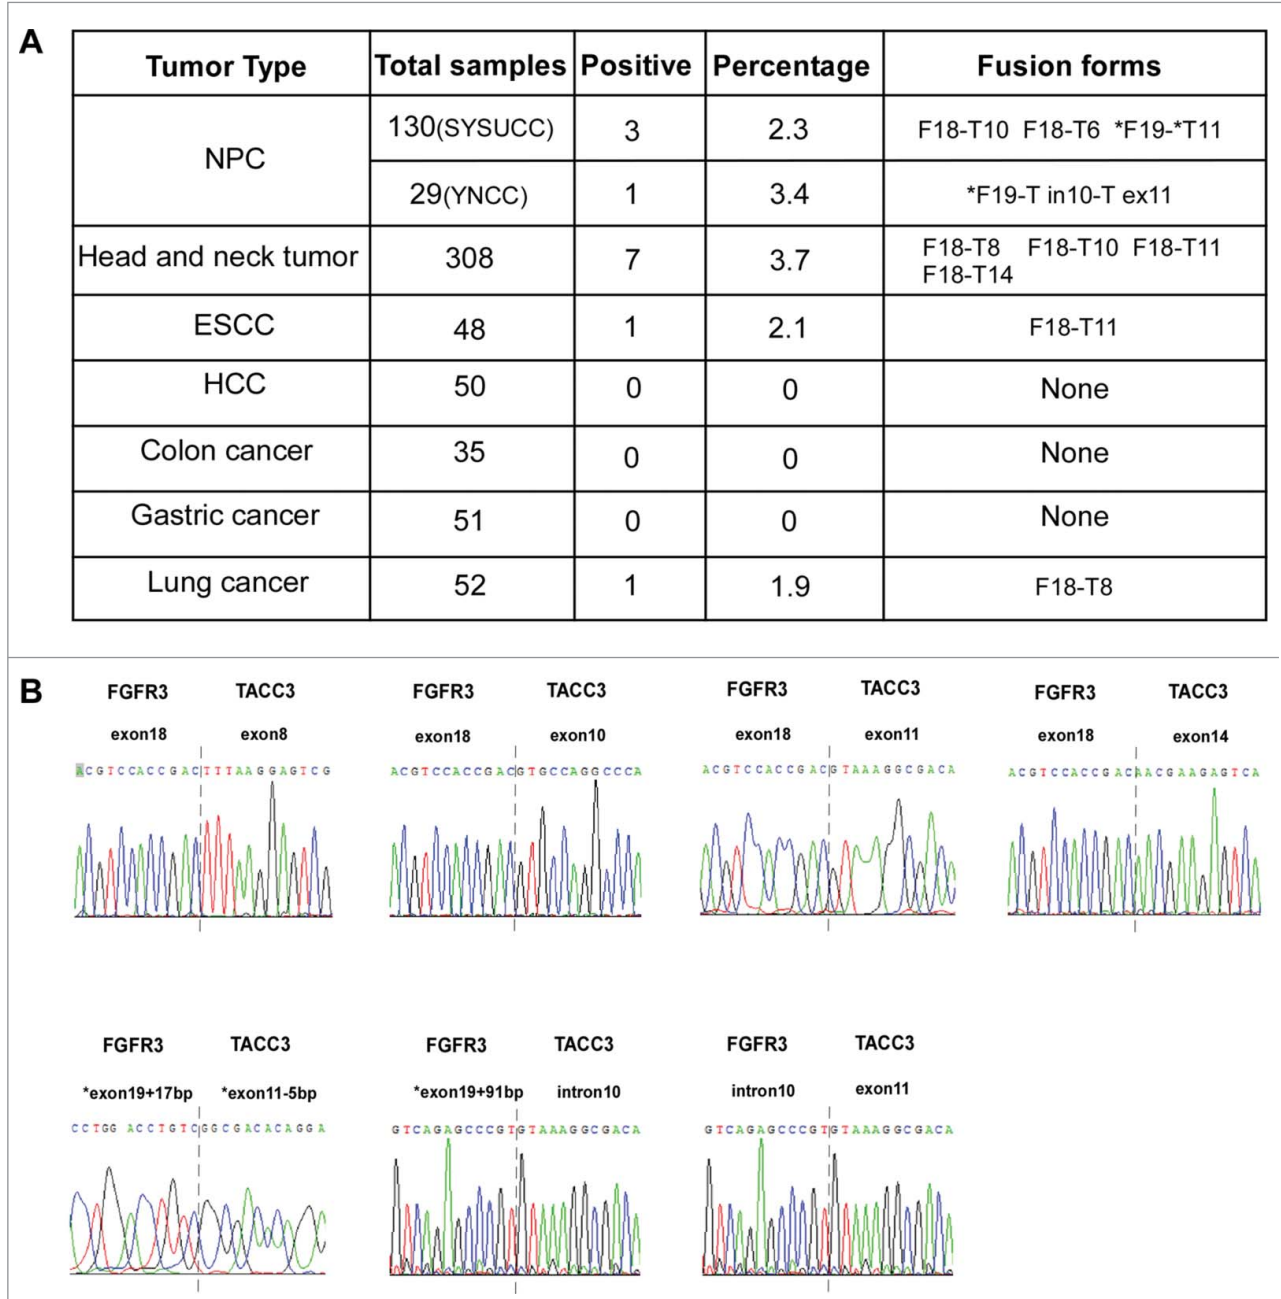 A
Tumor Type Total samples Positive Percentage Fusion forms
NPC 130(SYSUCC) 3 2.3 F18-T10 F18-T6 *F19-*T11
29(YNCC) 1 3.4 *F19-T in10-T ex11
Head and neck tumor 308 7 3.7 F18-T8 F18-T10 F18-T11
F18-T14
ESCC 48 1 2.1 F18-T11
HCC 50 0 0 None
Colon cancer 35 0 0 None
Gastric cancer 51 0 0 None
Lung cancer 52 1 1.9 F18-T8
B
FGFR3 TACC3 FGFR3 TACC3 FGFR3 TACC3 FGFR3 TACC3
exon18 exon8 exon18 exon10 exon18 exon11 exon18 exon14
ACGTCCACCGACTTTAAGGAGTCG ACGTCCACCGACGTGCCAGGCCCA ACGTCCACCGACGTAAAGGCGACA ACGTCCACCGACAACGAAGAGTCA
FGFR3 TACC3 FGFR3 TACC3 FGFR3 TACC3
*exon19+17bp *exon11-5bp *exon19+91bp intron10 intron10 exon11
CCTGG ACCTGTCGGCGACACAGGA GTCAGAGCCCGTGTAAAGGCGACA GTCAGAGCCCGTGTAAAGGCGACA